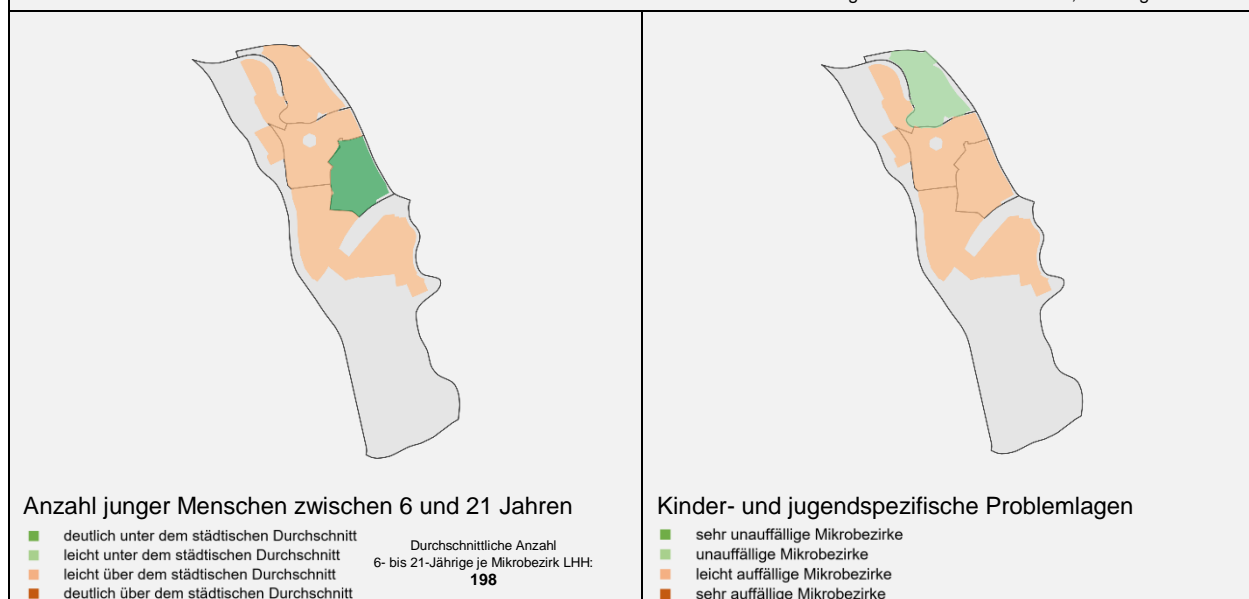 Anzahl junger Menschen zwischen 6 und 21 Jahren
deutlich unter dem städtischen Durchschnitt
leicht unter dem städtischen Durchschnitt
leicht über dem städtischen Durchschnitt
deutlich über dem städtischen Durchschnitt
Durchschnittliche Anzahl
6- bis 21-Jährige je Mikrobezirk LHH:
198
Kinder- und jugendspezifische Problemlagen
sehr unauffällige Mikrobezirke
unauffällige Mikrobezirke
leicht auffällige Mikrobezirke
sehr auffällige Mikrobezirke